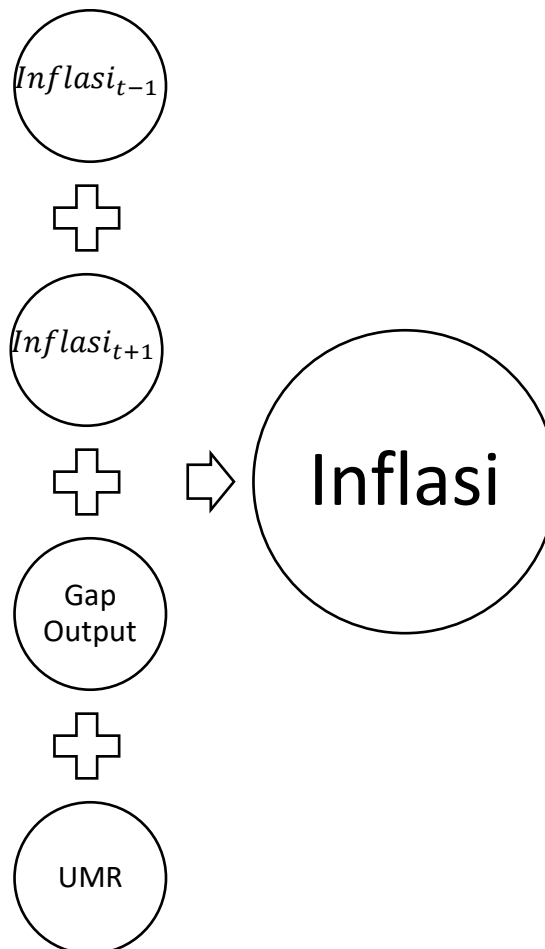 Inflasi_{t−1}
Inflasi_{t+1}
Inflasi
Gap
Output
UMR